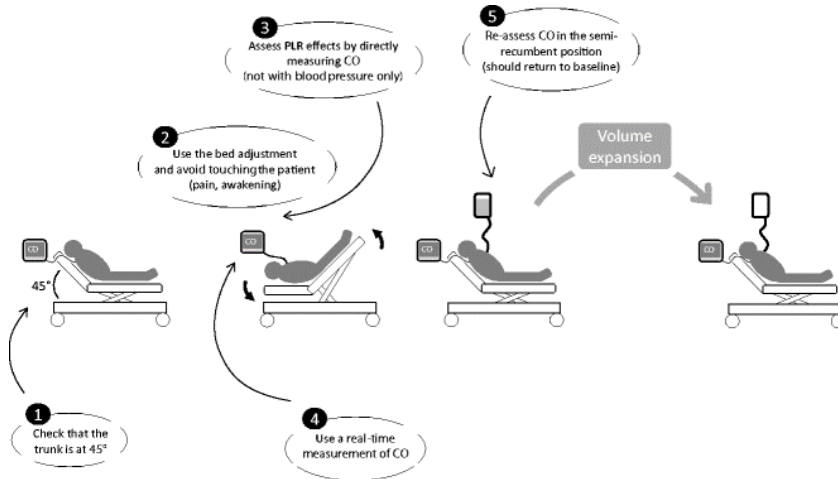 1
Check that the
trunk is at 45°
2
Use the bed adjustment
and avoid touching the patient
(pain, awakening)
3
Assess PLR effects by directly
measuring CO
(not with blood pressure only)
4
Use a real-time
measurement of CO
5
Re-assess CO in the semi-
recumbent position
(should return to baseline)
Volume
expansion
CO
45°
CO
CO
CO